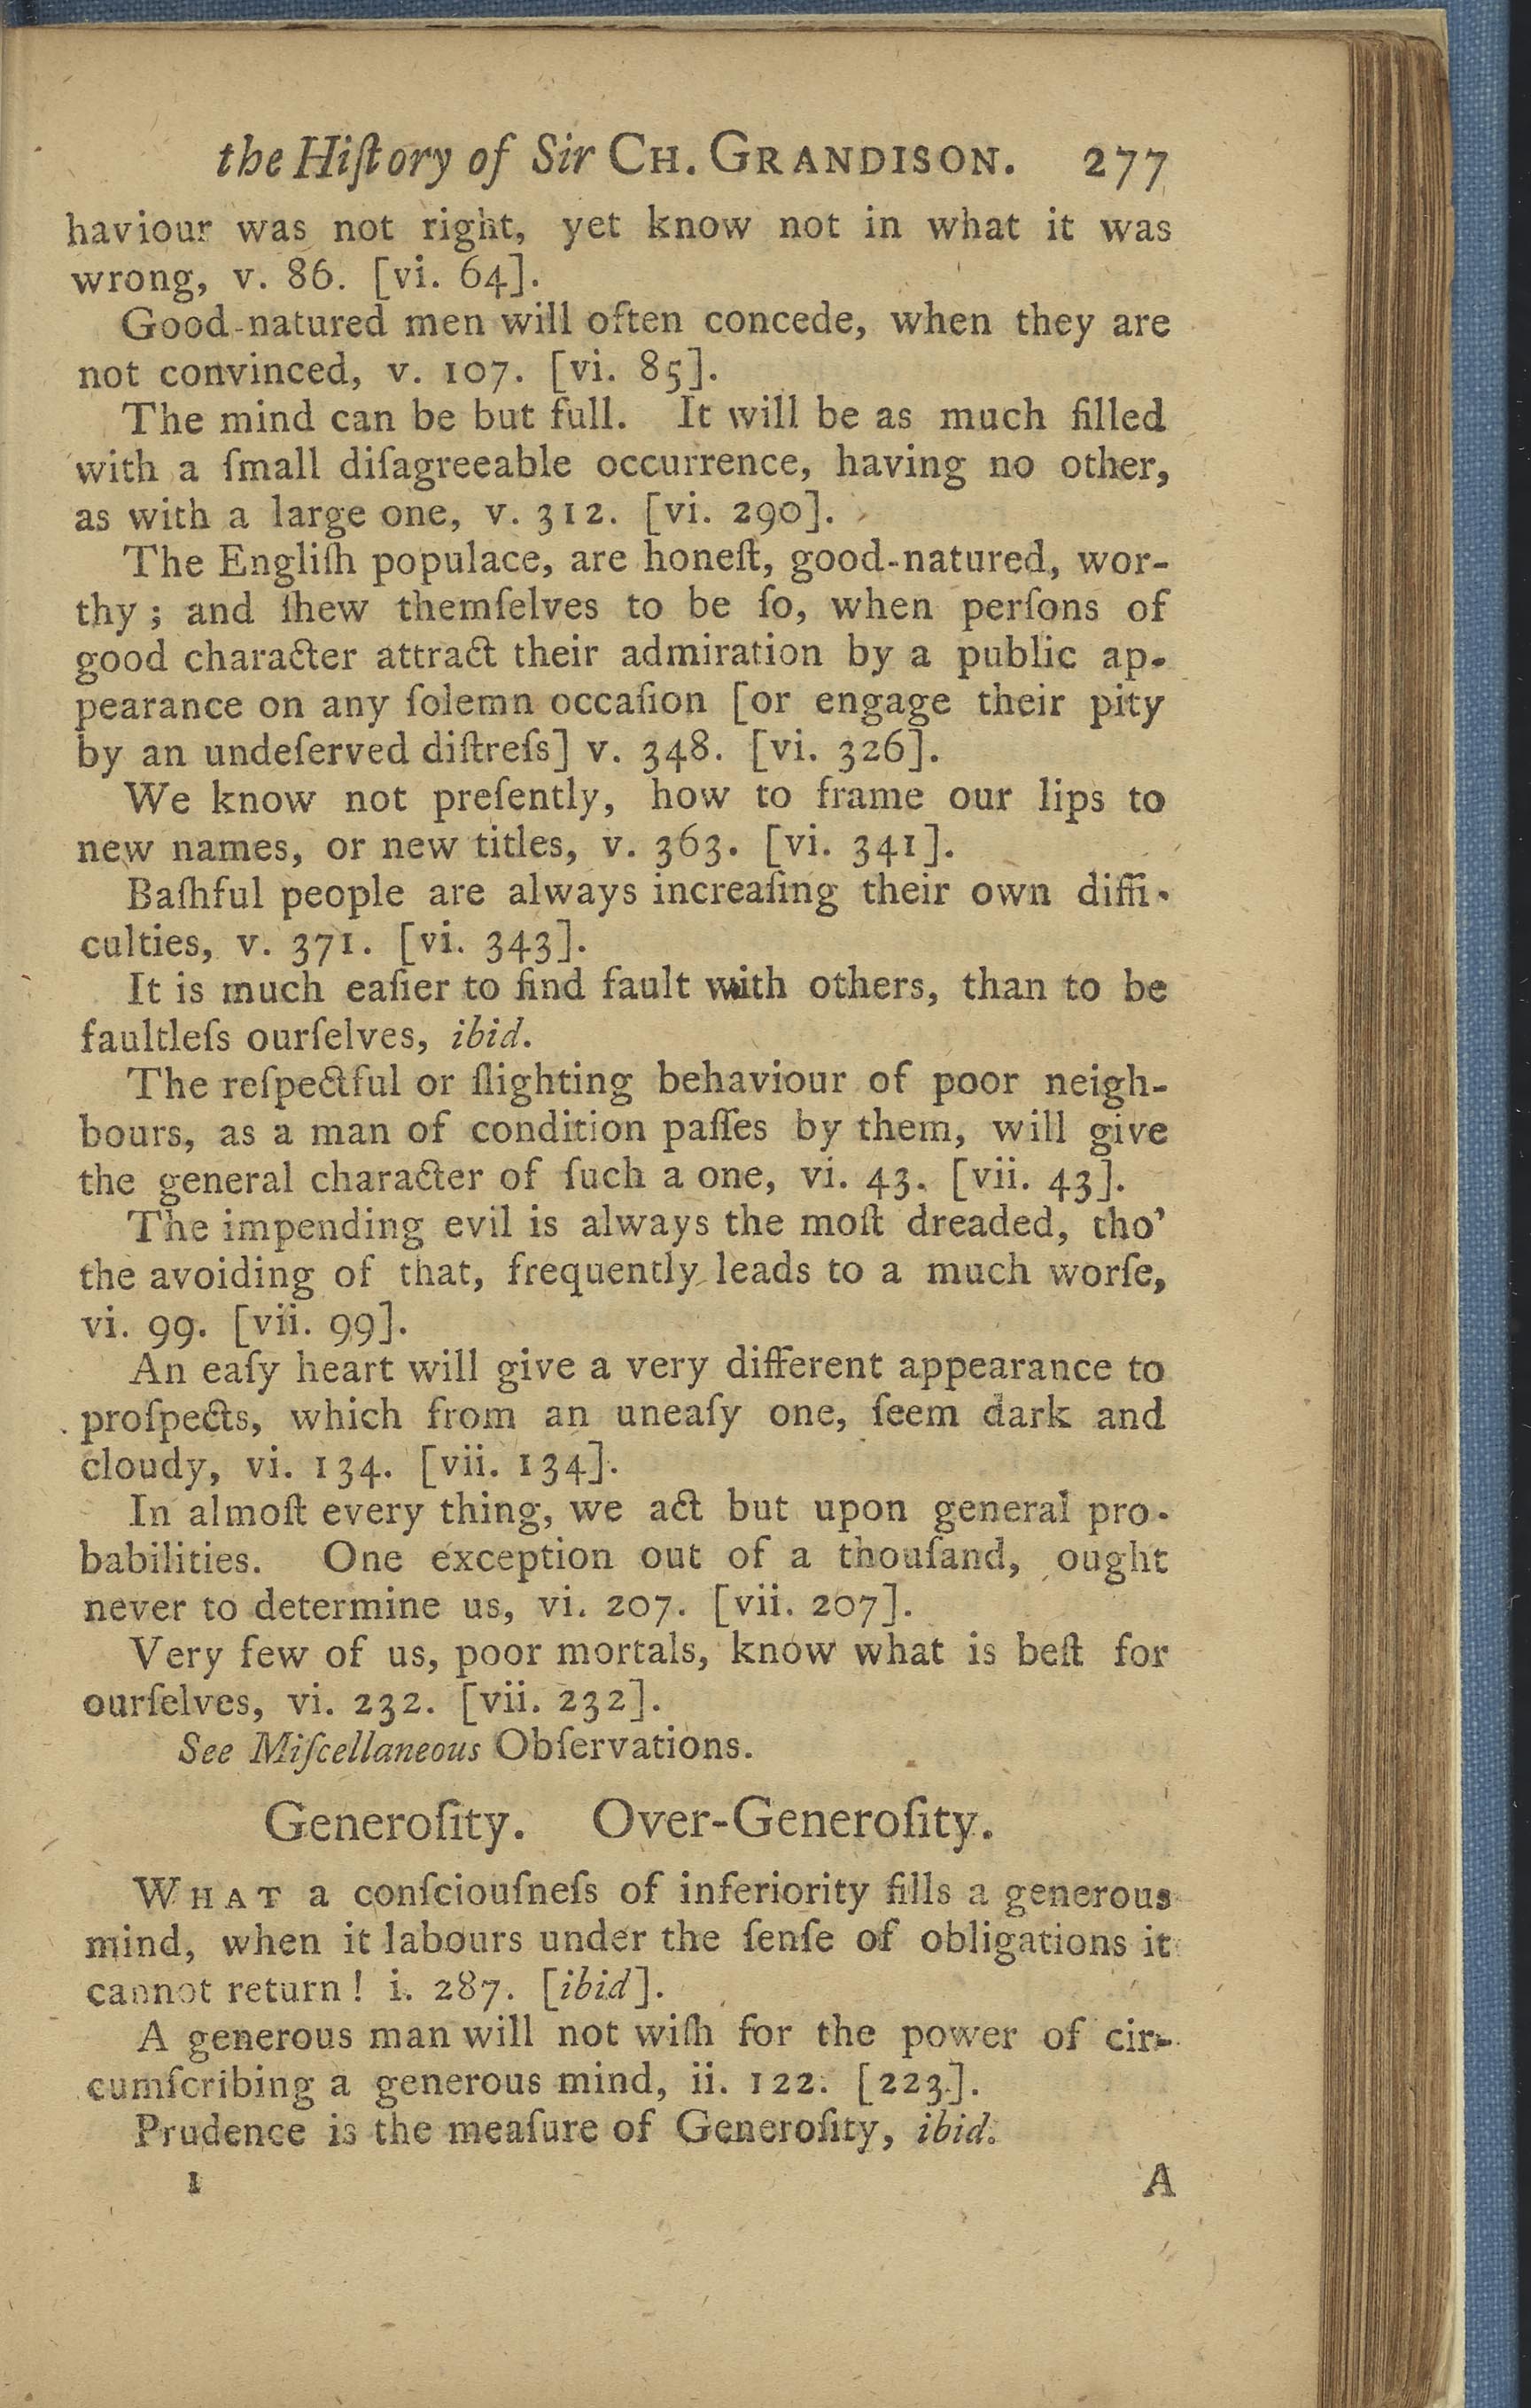 the Hiſtory of Sir CH. GRANDISON. 277
haviour was not right, yet know not in what it was
wrong, v. 86. [vi. 64].
Good-natured men will often concede, when they are
not convinced, v. 107. [vi. 85].
The mind can be but full. It will be as much filled
with a ſmall diſagreeable occurrence, having no other,
as with a large one, v. 312. [vi. 290].
The Engliſh populace, are honeſt, good-natured, wor-
thy; and ſhew themſelves to be ſo, when perſons of
good character attract their admiration by a public ap-
pearance on any ſolemn occaſion [or engage their pity
by an undeſerved diſtreſs] v. 348. [vi. 326].
We know not preſently, how to frame our lips to
new names, or new titles, v. 363. [vi. 341].
Baſhful people are always increaſing their own diffi-
culties, v. 371. [vi. 343].
It is much eaſier to find fault with others, than to be
faultleſs ourſelves, ibid.
The reſpectful or ſlighting behaviour of poor neigh-
bours, as a man of condition paſſes by them, will give
the general character of ſuch a one, vi. 43. [vii. 43].
The impending evil is always the moſt dreaded, tho'
the avoiding of that, frequently leads to a much worſe,
vi. 99. [vii. 99].
An eaſy heart will give a very different appearance to
proſpects, which from an uneaſy one, ſeem dark and
cloudy, vi. 134. [vii. 134].
In almoſt every thing, we act but upon general pro-
babilities. One exception out of a thouſand, ought
never to determine us, vi. 207. [vii. 207].
Very few of us, poor mortals, know what is beſt for
ourſelves, vi. 232. [vii. 232].
See Miſcellaneous Obſervations.
Generoſity. Over-Generoſity.
WHAT a conſciouſneſs of inferiority fills a generous
mind, when it labours under the ſenſe of obligations it
cannot return! i. 287. [ibid].
A generous man will not wiſh for the power of cir-
cumſcribing a generous mind, ii. 122. [223.].
Prudence is the meaſure of Generoſity, ibid.
1 A